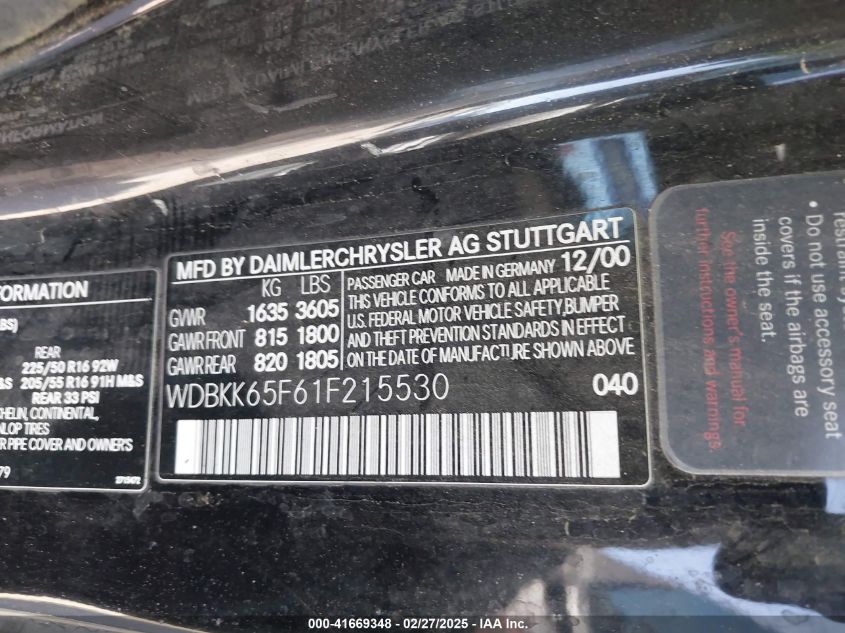 MFD BY DAIMLERCHRYSLER AG STUTTGART
KG LBS
GVWR 1635 3605
GAWR FRONT 815 1800
GAWR REAR 820 1805
PASSENGER CAR MADE IN GERMANY 12/00
THIS VEHICLE CONFORMS TO ALL APPLICABLE
U.S. FEDERAL MOTOR VEHICLE SAFETY, BUMPER
AND THEFT PREVENTION STANDARDS IN EFFECT
ON THE DATE OF MANUFACTURE SHOWN ABOVE.
WDBKK65F61F215530
040
REAR
225/50 R16 92W
205/55 R16 91H M&S
REAR 33 PSI
TIRES
PIPE COVER AND OWNER'S
79
See the owner's manual for
further instructions and warnings.
• Do not use accessory seat
covers if the airbags are
inside the seat.
000-41669348 | 02/27/2025 - IAA Inc.